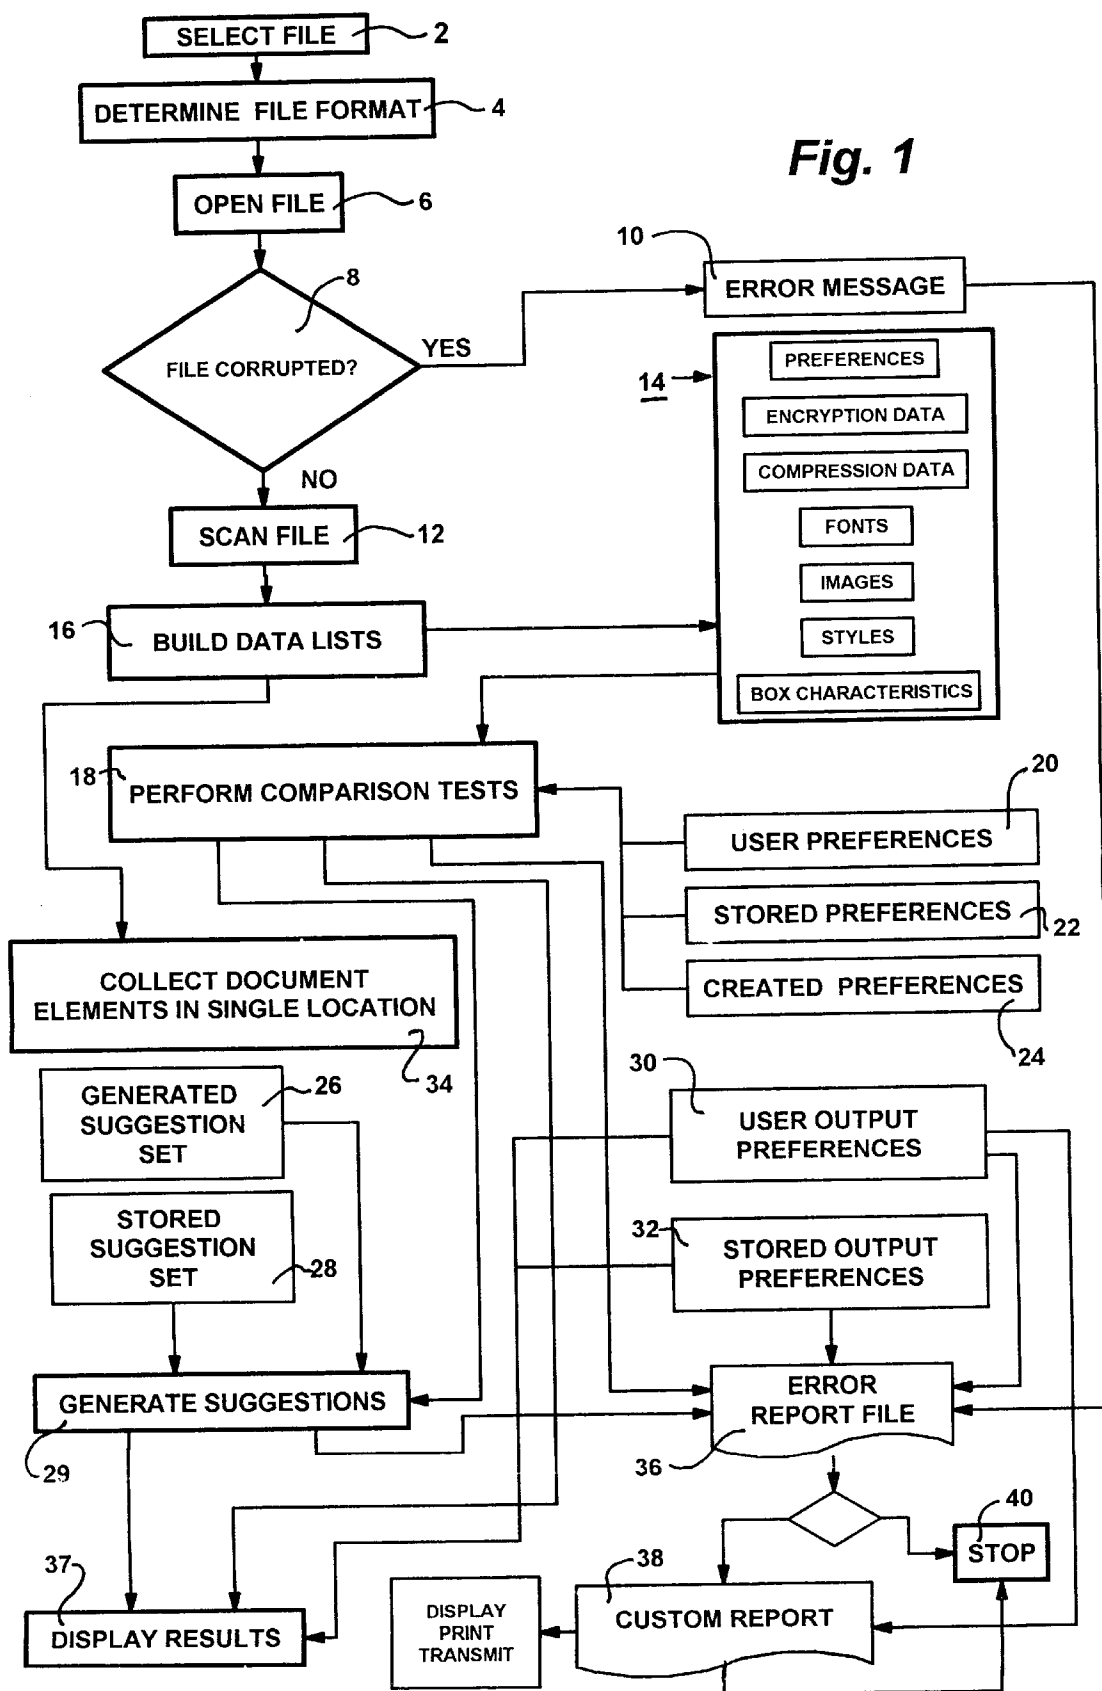 SELECT FILE
2
DETERMINE FILE FORMAT
4
Fig. 1
OPEN FILE
6
10
ERROR MESSAGE
8
FILE CORRUPTED?
YES
NO
14
PREFERENCES
ENCRYPTION DATA
COMPRESSION DATA
FONTS
IMAGES
STYLES
BOX CHARACTERISTICS
SCAN FILE
12
16
BUILD DATA LISTS
18
PERFORM COMPARISON TESTS
20
USER PREFERENCES
STORED PREFERENCES
22
CREATED PREFERENCES
24
COLLECT DOCUMENT
ELEMENTS IN SINGLE LOCATION
34
GENERATED
SUGGESTION
SET
26
STORED
SUGGESTION
SET
28
30
USER OUTPUT
PREFERENCES
32
STORED OUTPUT
PREFERENCES
GENERATE SUGGESTIONS
29
ERROR
REPORT FILE
36
40
STOP
37
DISPLAY RESULTS
DISPLAY
PRINT
TRANSMIT
38
CUSTOM REPORT